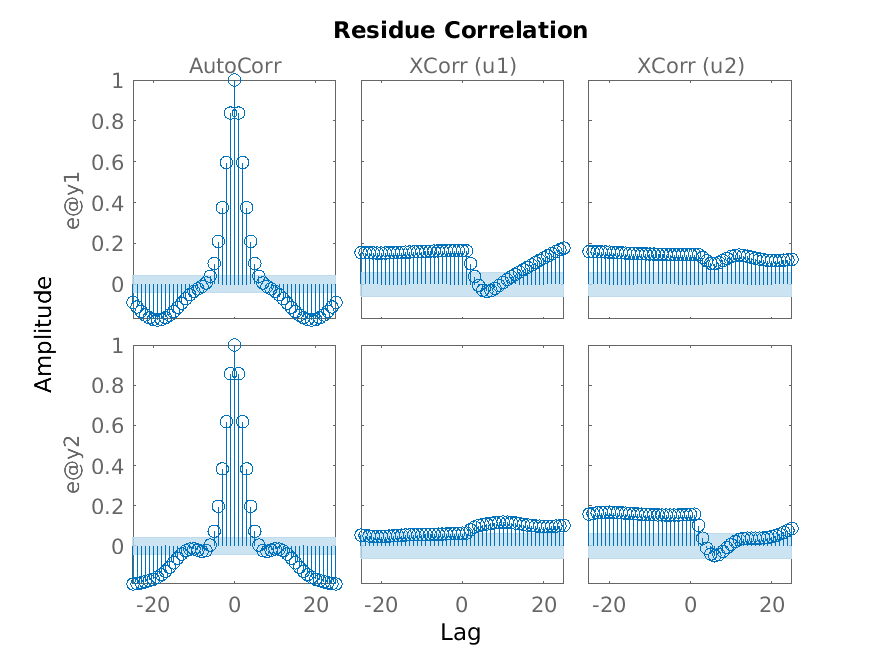 Residue Correlation
AutoCorr
XCorr (u1)
XCorr (u2)
Amplitude
e@y1
1
0.8
0.6
0.4
0.2
0
e@y2
1
0.8
0.6
0.4
0.2
0
-20 0 20
-20 0 20
-20 0 20
Lag